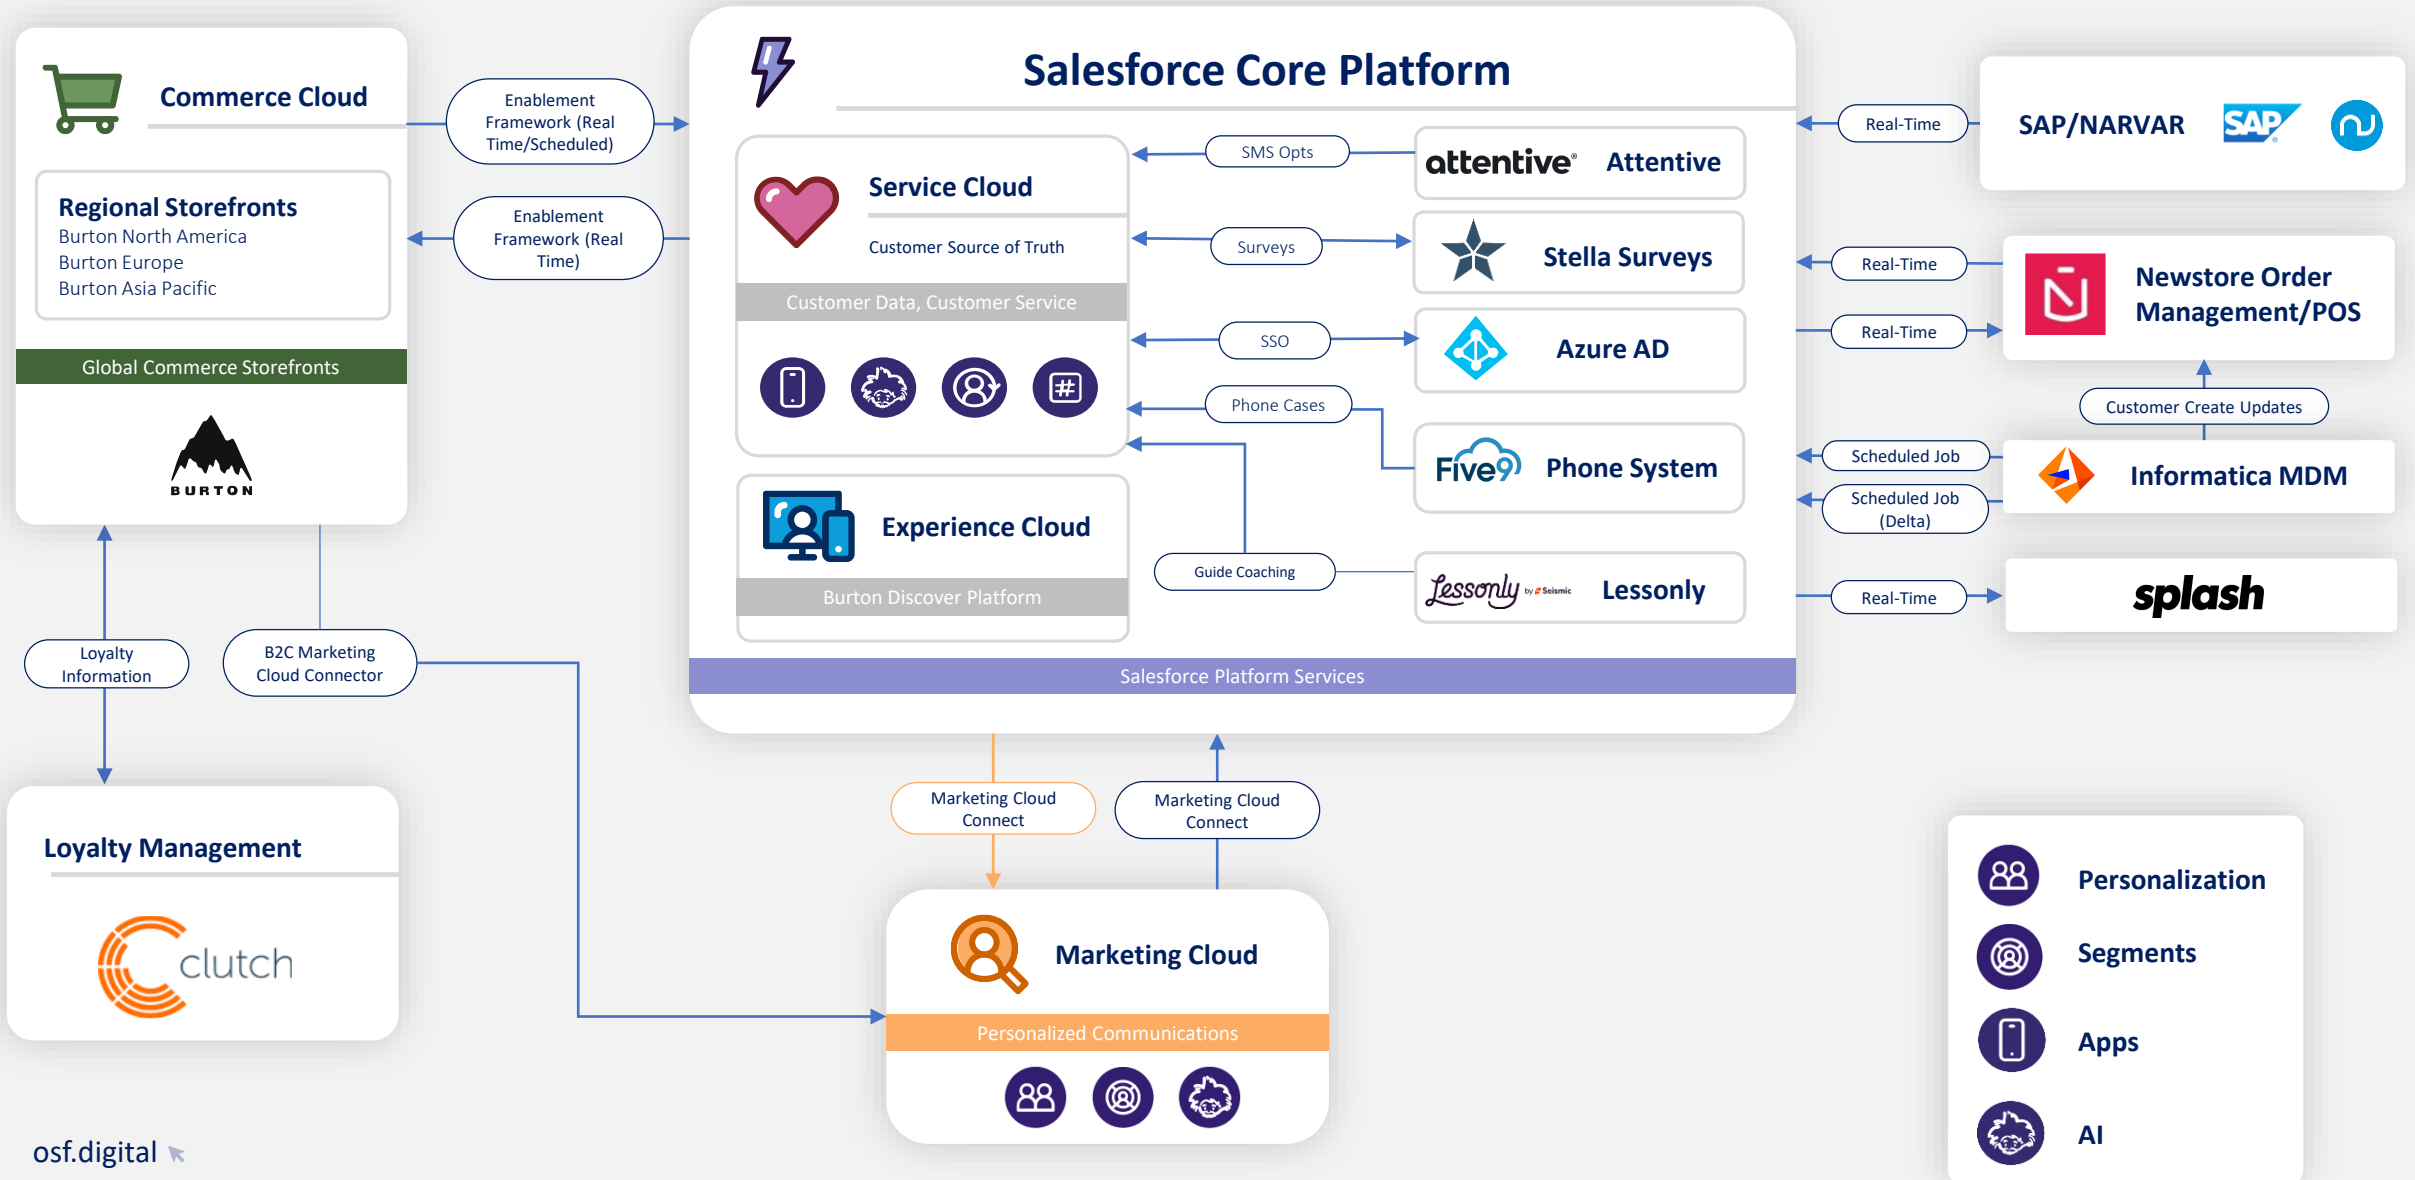 Commerce Cloud
Regional Storefronts
Burton North America
Burton Europe
Burton Asia Pacific
Global Commerce Storefronts
BURTON
Enablement
Framework (Real
Time/Scheduled)
Enablement
Framework (Real
Time)
Loyalty
Information
B2C Marketing
Cloud Connector
Loyalty Management
clutch
osf.digital
Salesforce Core Platform
Service Cloud
Customer Source of Truth
Customer Data, Customer Service
#
Experience Cloud
Burton Discover Platform
SMS Opts
Surveys
SSO
Phone Cases
Guide Coaching
attentive® Attentive
Stella Surveys
Azure AD
Five9 Phone System
Lessonly by Seismic Lessonly
Salesforce Platform Services
Marketing Cloud
Connect
Marketing Cloud
Connect
Marketing Cloud
Personalized Communications
Real-Time
SAP/NARVAR SAP
Real-Time
Real-Time
Newstore Order
Management/POS
Customer Create Updates
Scheduled Job
Scheduled Job
(Delta)
Informatica MDM
Real-Time
splash
Personalization
Segments
Apps
AI